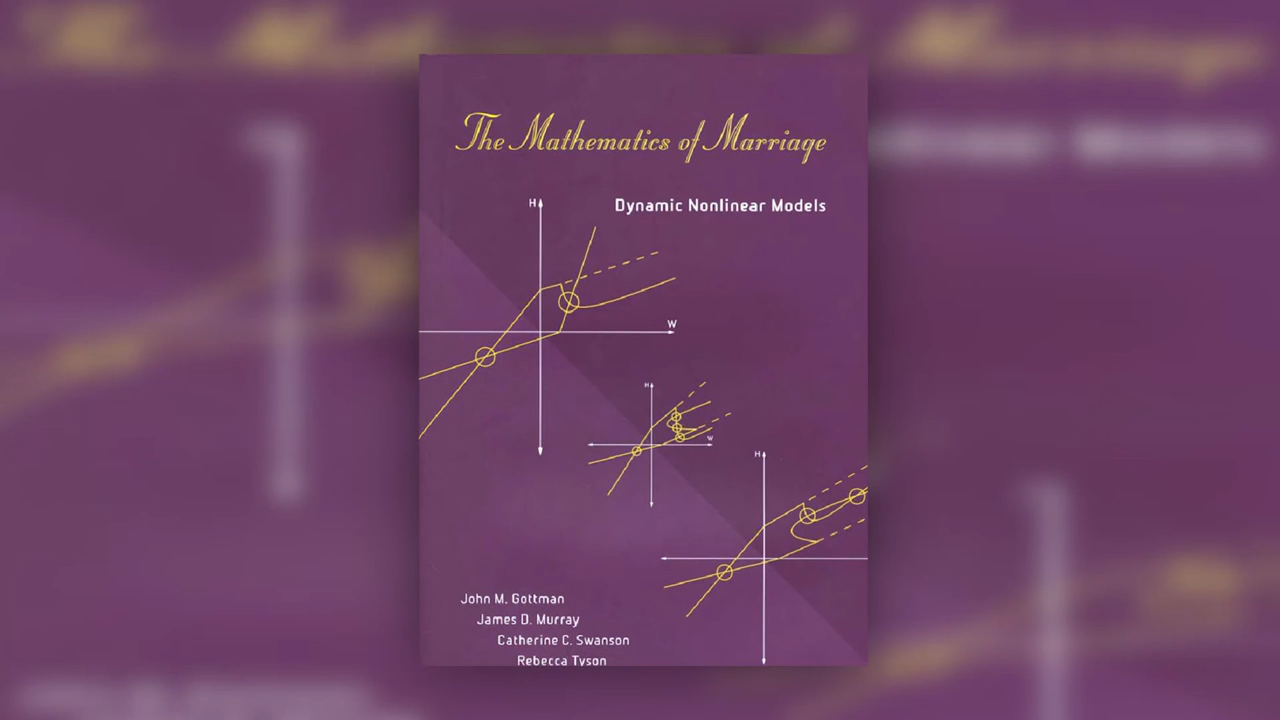 The Mathematics of Marriage
Dynamic Nonlinear Models
H
W
H
W
H
John M. Gottman
James D. Murray
Catherine C. Swanson
Rebecca Tyson